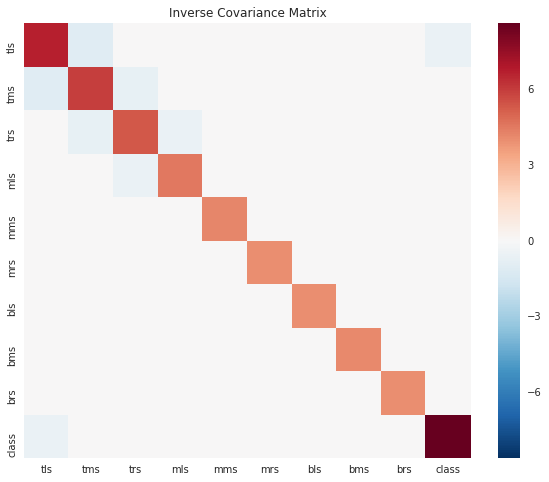 Inverse Covariance Matrix
tls
tms
trs
mls
mms
mrs
bls
bms
brs
class
tls tms trs mls mms mrs bls bms brs class
6
3
0
−3
−6